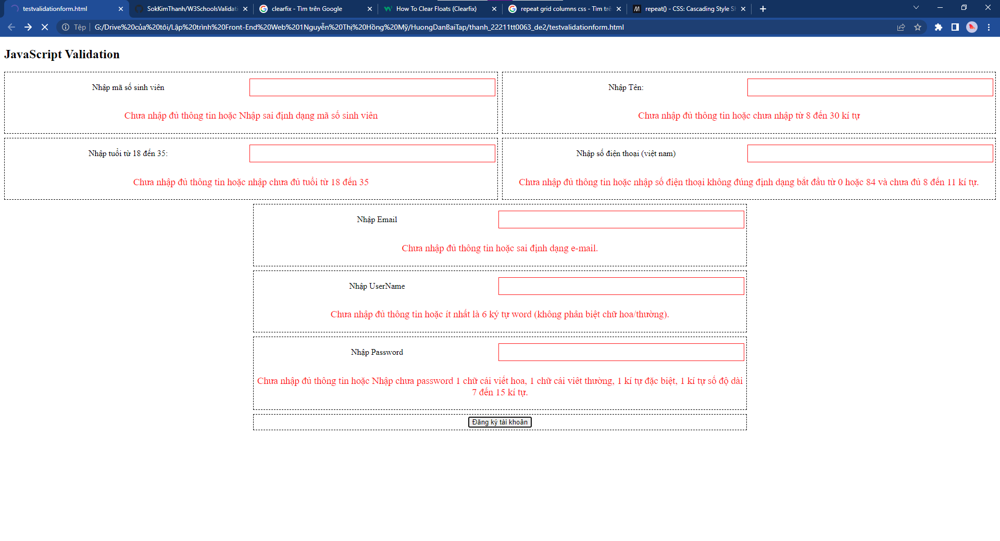 testvalidationform.html
SokKimThanh/W3SchoolsValidati
clearfix - Tìm trên Google
How To Clear Floats (Clearfix)
repeat grid columns css - Tìm trê
repeat() - CSS: Cascading Style S
Tệp
G:/Drive%20của%20tôi/Lập%20trình%20Front-End%20Web%201Nguyễn%20Thị%20Hồng%20Mỹ/HuongDanBaiTap/thanh_22211tt0063_de2/testvalidationform.html
JavaScript Validation
Nhập mã số sinh viên
Chưa nhập đủ thông tin hoặc Nhập sai định dạng mã số sinh viên
Nhập Tên:
Chưa nhập đủ thông tin hoặc chưa nhập từ 8 đến 30 kí tự
Nhập tuổi từ 18 đến 35:
Chưa nhập đủ thông tin hoặc nhập chưa đủ tuổi từ 18 đến 35
Nhập số điện thoại (việt nam)
Chưa nhập đủ thông tin hoặc nhập số điện thoại không đúng định dạng bắt đầu từ 0 hoặc 84 và chưa đủ 8 đến 11 kí tự.
Nhập Email
Chưa nhập đủ thông tin hoặc sai định dạng e-mail.
Nhập UserName
Chưa nhập đủ thông tin hoặc ít nhất là 6 ký tự word (không phân biệt chữ hoa/thường).
Nhập Password
Chưa nhập đủ thông tin hoặc Nhập chưa password 1 chữ cái viết hoa, 1 chữ cái viêt thường, 1 kí tự đặc biệt, 1 kí tự số độ dài
7 đến 15 kí tự.
Đăng ký tài khoản